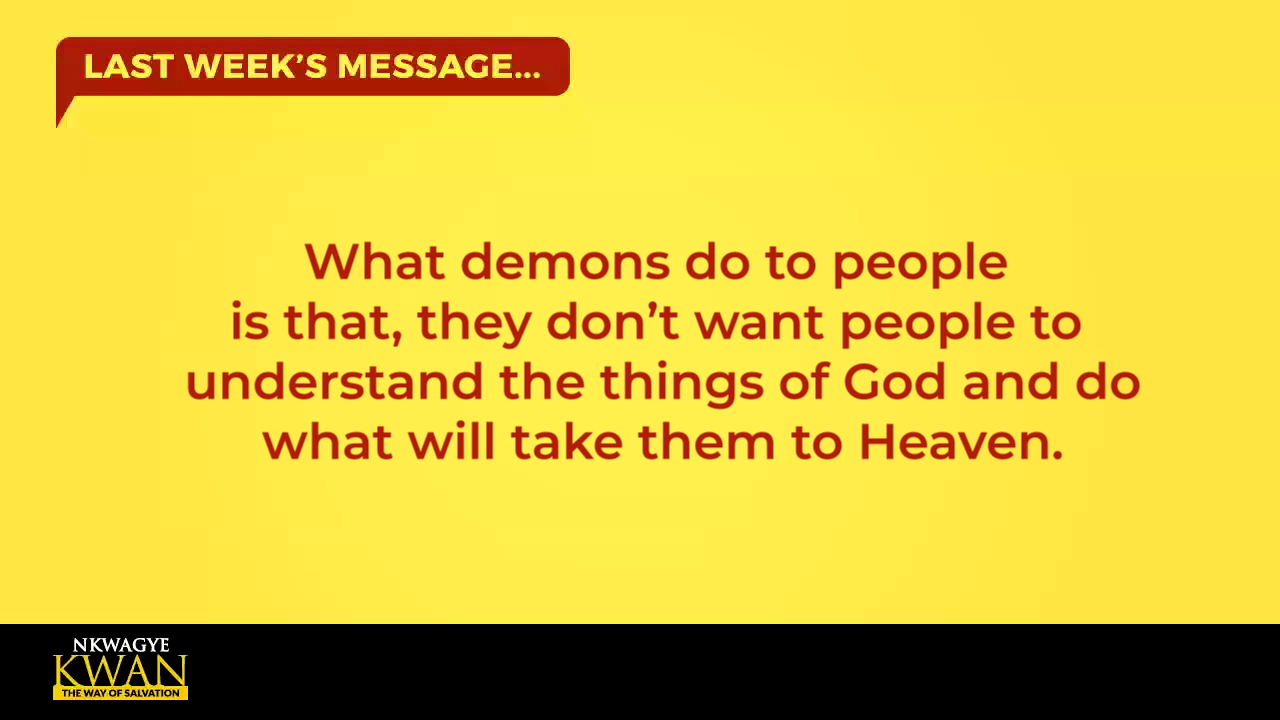 LAST WEEK'S MESSAGE...
What demons do to people
is that, they don't want people to
understand the things of God and do
what will take them to Heaven.
NKWAGYE
KWAN
THE WAY OF SALVATION